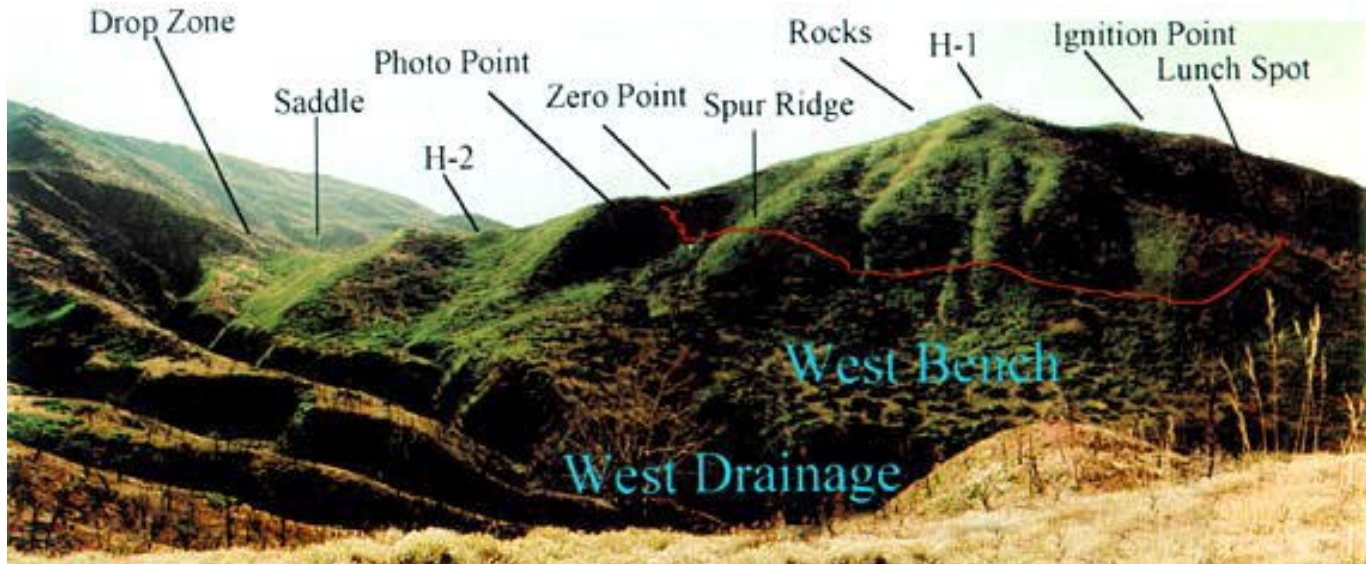 Drop Zone
Saddle
Photo Point
H-2
Zero Point
Spur Ridge
Rocks
H-1
Ignition Point
Lunch Spot
West Bench
West Drainage